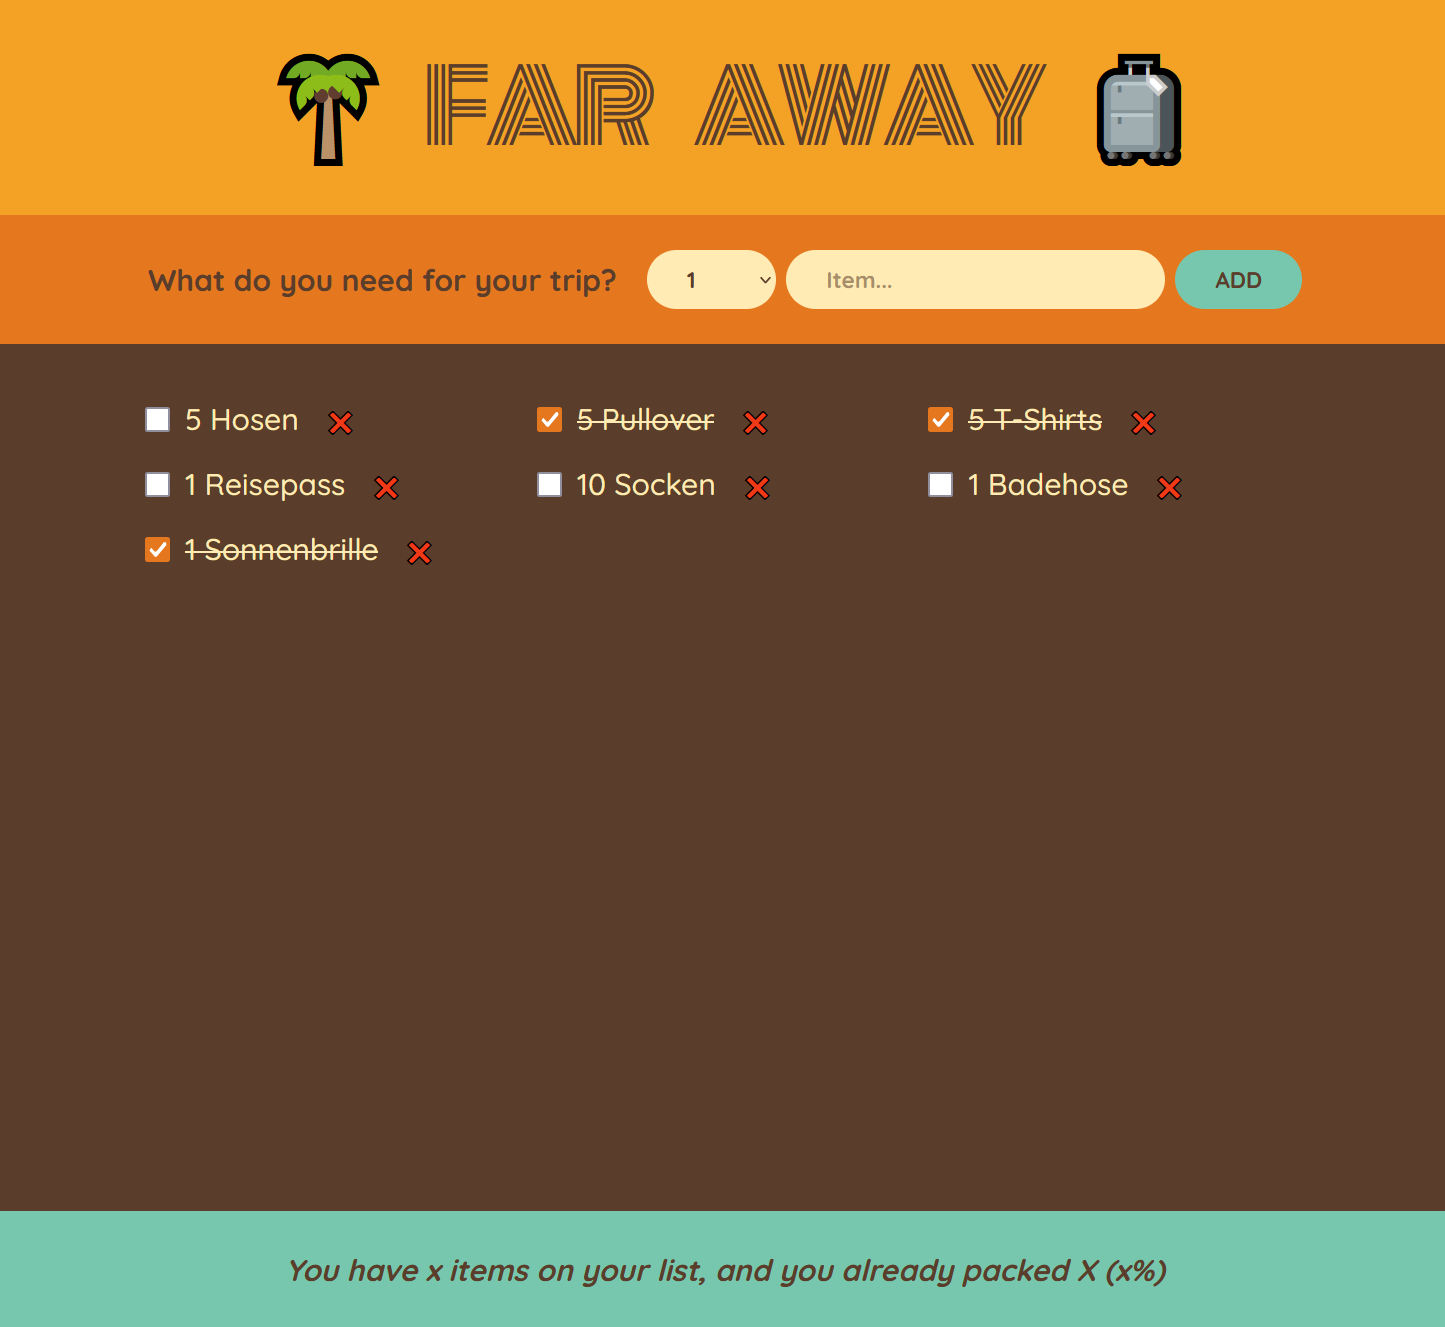 FAR AWAY
What do you need for your trip? 1 Item... ADD
5 Hosen 5 Pullover 5 T-Shirts
1 Reisepass 10 Socken 1 Badehose
1 Sonnenbrille
You have x items on your list, and you already packed X (x%)